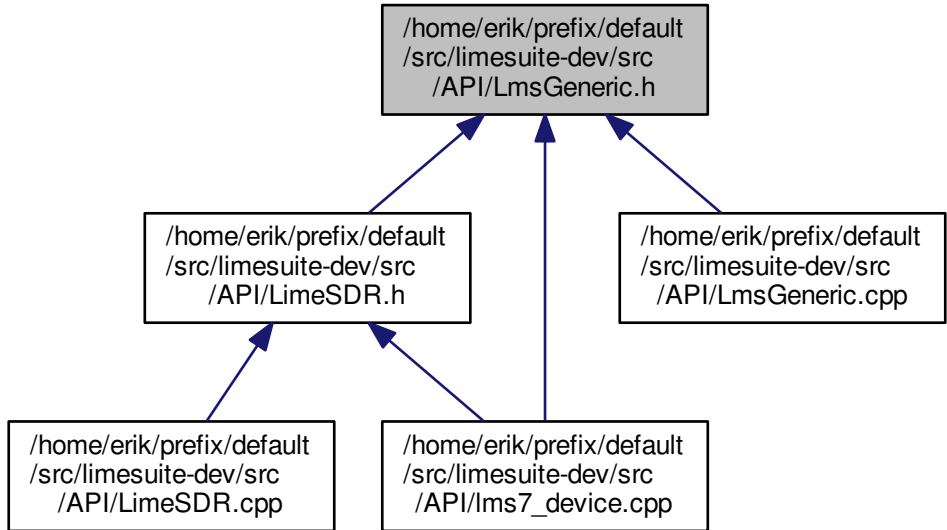 /home/erik/prefix/default
/src/limesuite-dev/src
/API/LmsGeneric.h
/home/erik/prefix/default
/src/limesuite-dev/src
/API/LimeSDR.h
/home/erik/prefix/default
/src/limesuite-dev/src
/API/LmsGeneric.cpp
/home/erik/prefix/default
/src/limesuite-dev/src
/API/LimeSDR.cpp
/home/erik/prefix/default
/src/limesuite-dev/src
/API/lms7_device.cpp